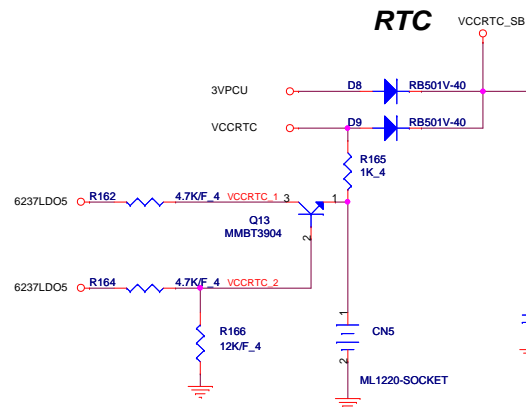 RTC
VCCRTC_SB
3VPCU
D8
RB501V-40
VCCRTC
D9
RB501V-40
R165
1K_4
6237LDO5
R162
4.7K/F_4
VCCRTC_1
3
1
Q13
MMBT3904
2
6237LDO5
R164
4.7K/F_4
VCCRTC_2
R166
12K/F_4
1
CN5
2
ML1220-SOCKET